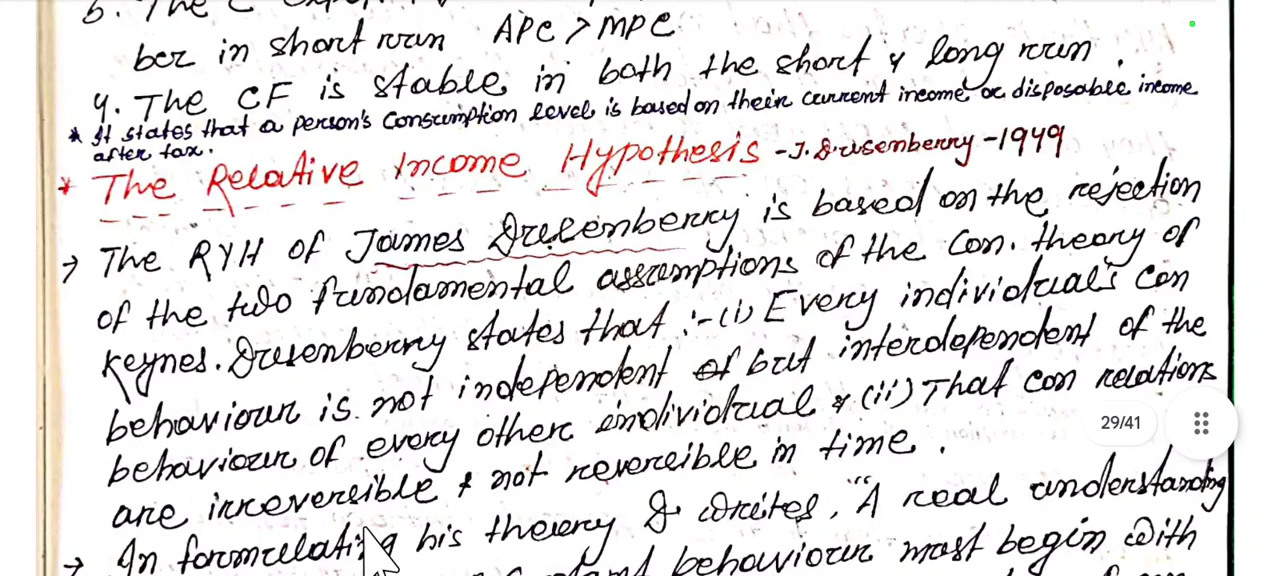 ber in short run APC > MPC
4. The CF is stable in both the short & long run.
* It states that a person's consumption level is based on their current income or disposable income
after tax.
* The Relative Income Hypothesis - J. Dusenberry - 1949
→ The RYH of James Dusenberry is based on the rejection
of the two fundamental assumptions of the Con. theory of
Keynes. Dusenberry states that :- (i) Every individual's con
behaviour is not independent of but interdependent of the
behaviour of every other individual & (ii) That con relations
are irreversible & not reversible in time.
→ In formulating his theory D. writes, "A real understanding
behaviour must begin with
29/41